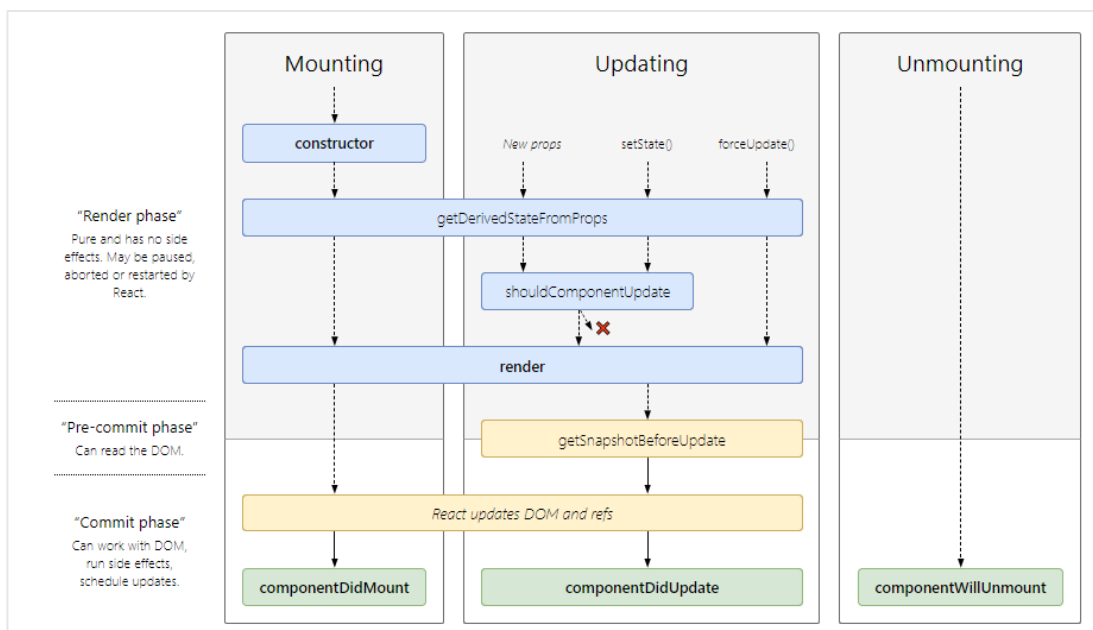 Mounting
Updating
Unmounting
constructor
New props
setState()
forceUpdate()
getDerivedStateFromProps
“Render phase”
Pure and has no side
effects. May be paused,
aborted or restarted by
React.
shouldComponentUpdate
render
“Pre-commit phase”
Can read the DOM.
getSnapshotBeforeUpdate
React updates DOM and refs
“Commit phase”
Can work with DOM,
run side effects,
schedule updates.
componentDidMount
componentDidUpdate
componentWillUnmount